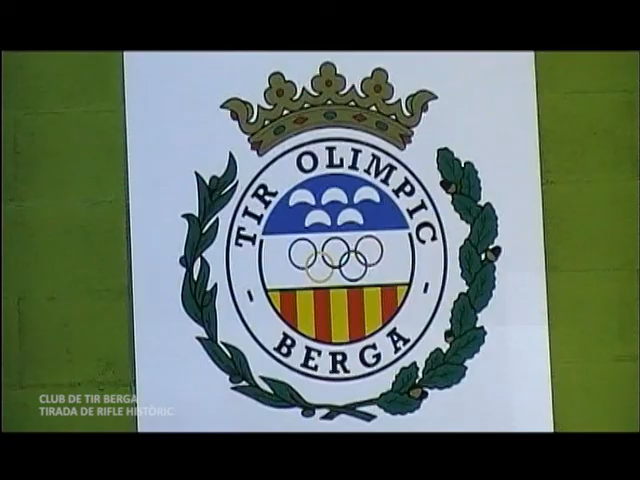 TIR OLIMPIC
- BERGA -
CLUB DE TIR BERGA
TIRADA DE RIFLE HISTÒRIC